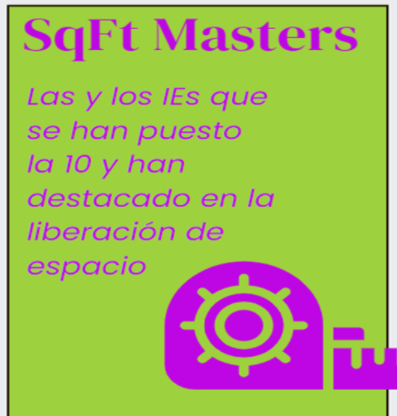 SqFt Masters
Las y los IEs que
se han puesto
la 10 y han
destacado en la
liberación de
espacio